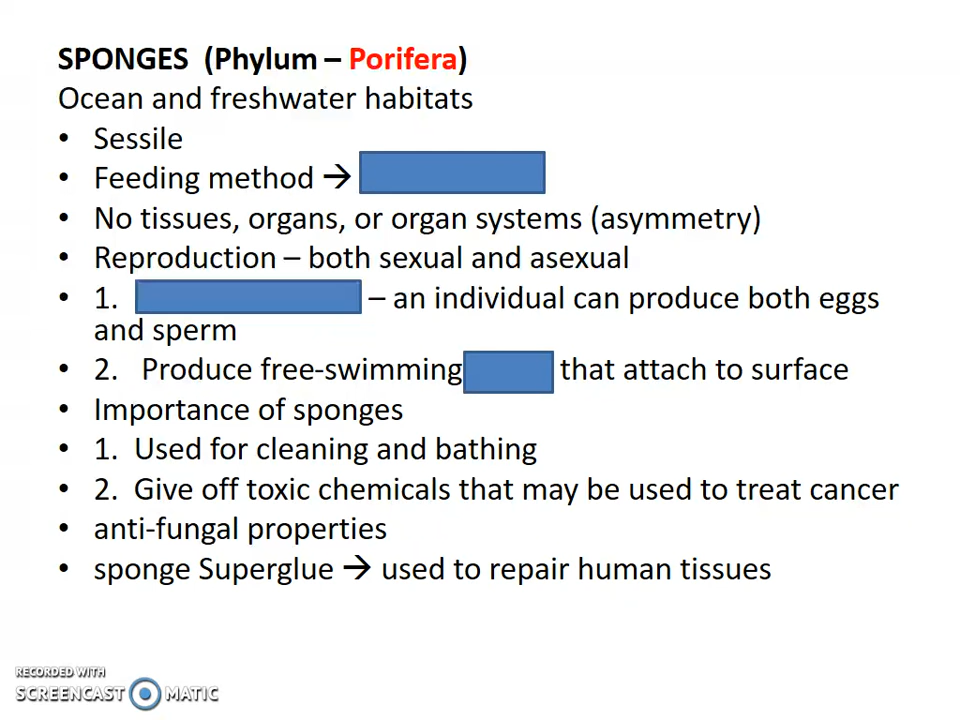 SPONGES (Phylum – Porifera)
Ocean and freshwater habitats
• Sessile
• Feeding method →
• No tissues, organs, or organ systems (asymmetry)
• Reproduction – both sexual and asexual
• 1. – an individual can produce both eggs
and sperm
• 2. Produce free-swimming that attach to surface
• Importance of sponges
• 1. Used for cleaning and bathing
• 2. Give off toxic chemicals that may be used to treat cancer
• anti-fungal properties
• sponge Superglue → used to repair human tissues
RECORDED WITH
SCREENCAST MATIC